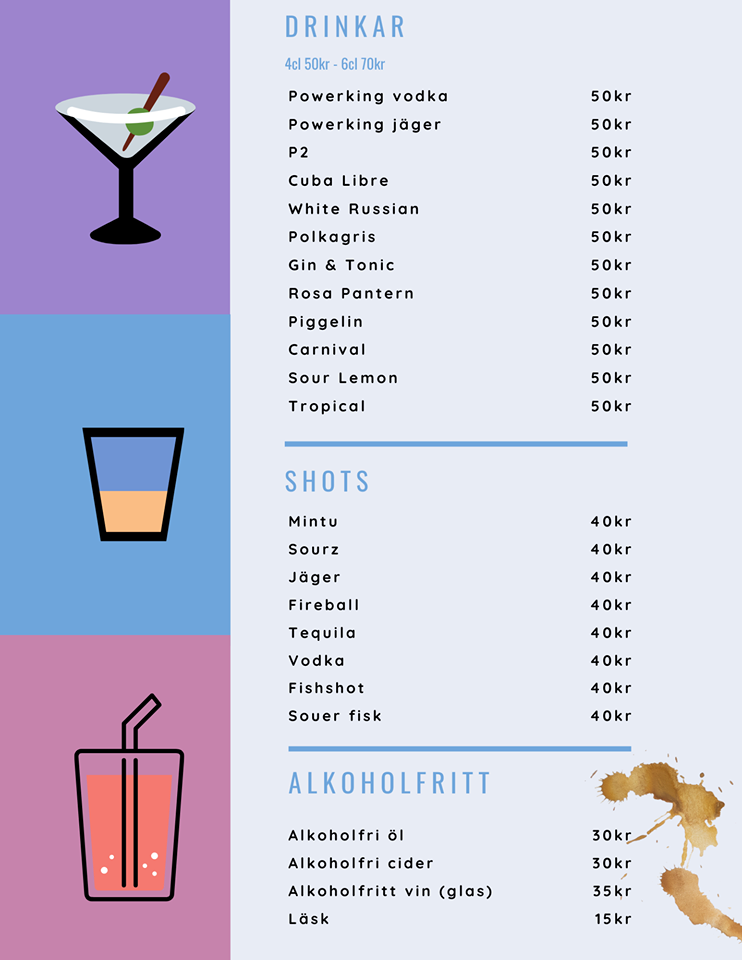 DRINKAR
4cl 50kr - 6cl 70kr
Powerking vodka 50kr
Powerking jäger 50kr
P2 50kr
Cuba Libre 50kr
White Russian 50kr
Polkagris 50kr
Gin & Tonic 50kr
Rosa Pantern 50kr
Piggelin 50kr
Carnival 50kr
Sour Lemon 50kr
Tropical 50kr
SHOTS
Mintu 40kr
Sourz 40kr
Jäger 40kr
Fireball 40kr
Tequila 40kr
Vodka 40kr
Fishshot 40kr
Souer fisk 40kr
ALKOHOLFRITT
Alkoholfri öl 30kr
Alkoholfri cider 30kr
Alkoholfritt vin (glas) 35kr
Läsk 15kr